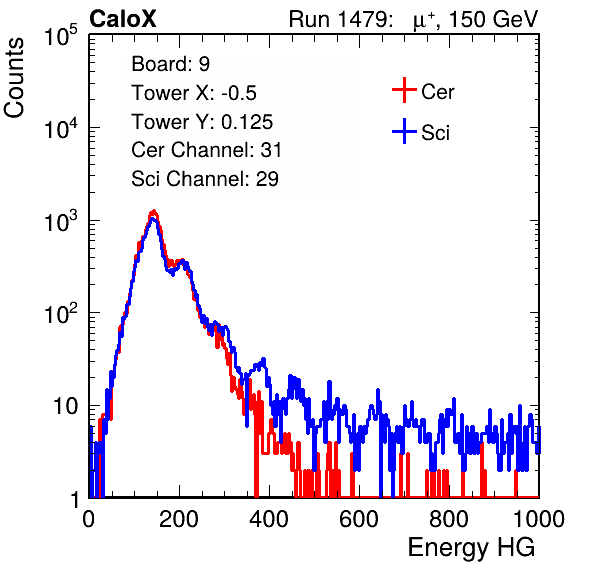 CaloX Run 1479: μ⁺, 150 GeV
Counts
Board: 9
Tower X: -0.5
Tower Y: 0.125
Cer Channel: 31
Sci Channel: 29
Cer
Sci
10⁵
10⁴
10³
10²
10
1
0 200 400 600 800 1000
Energy HG